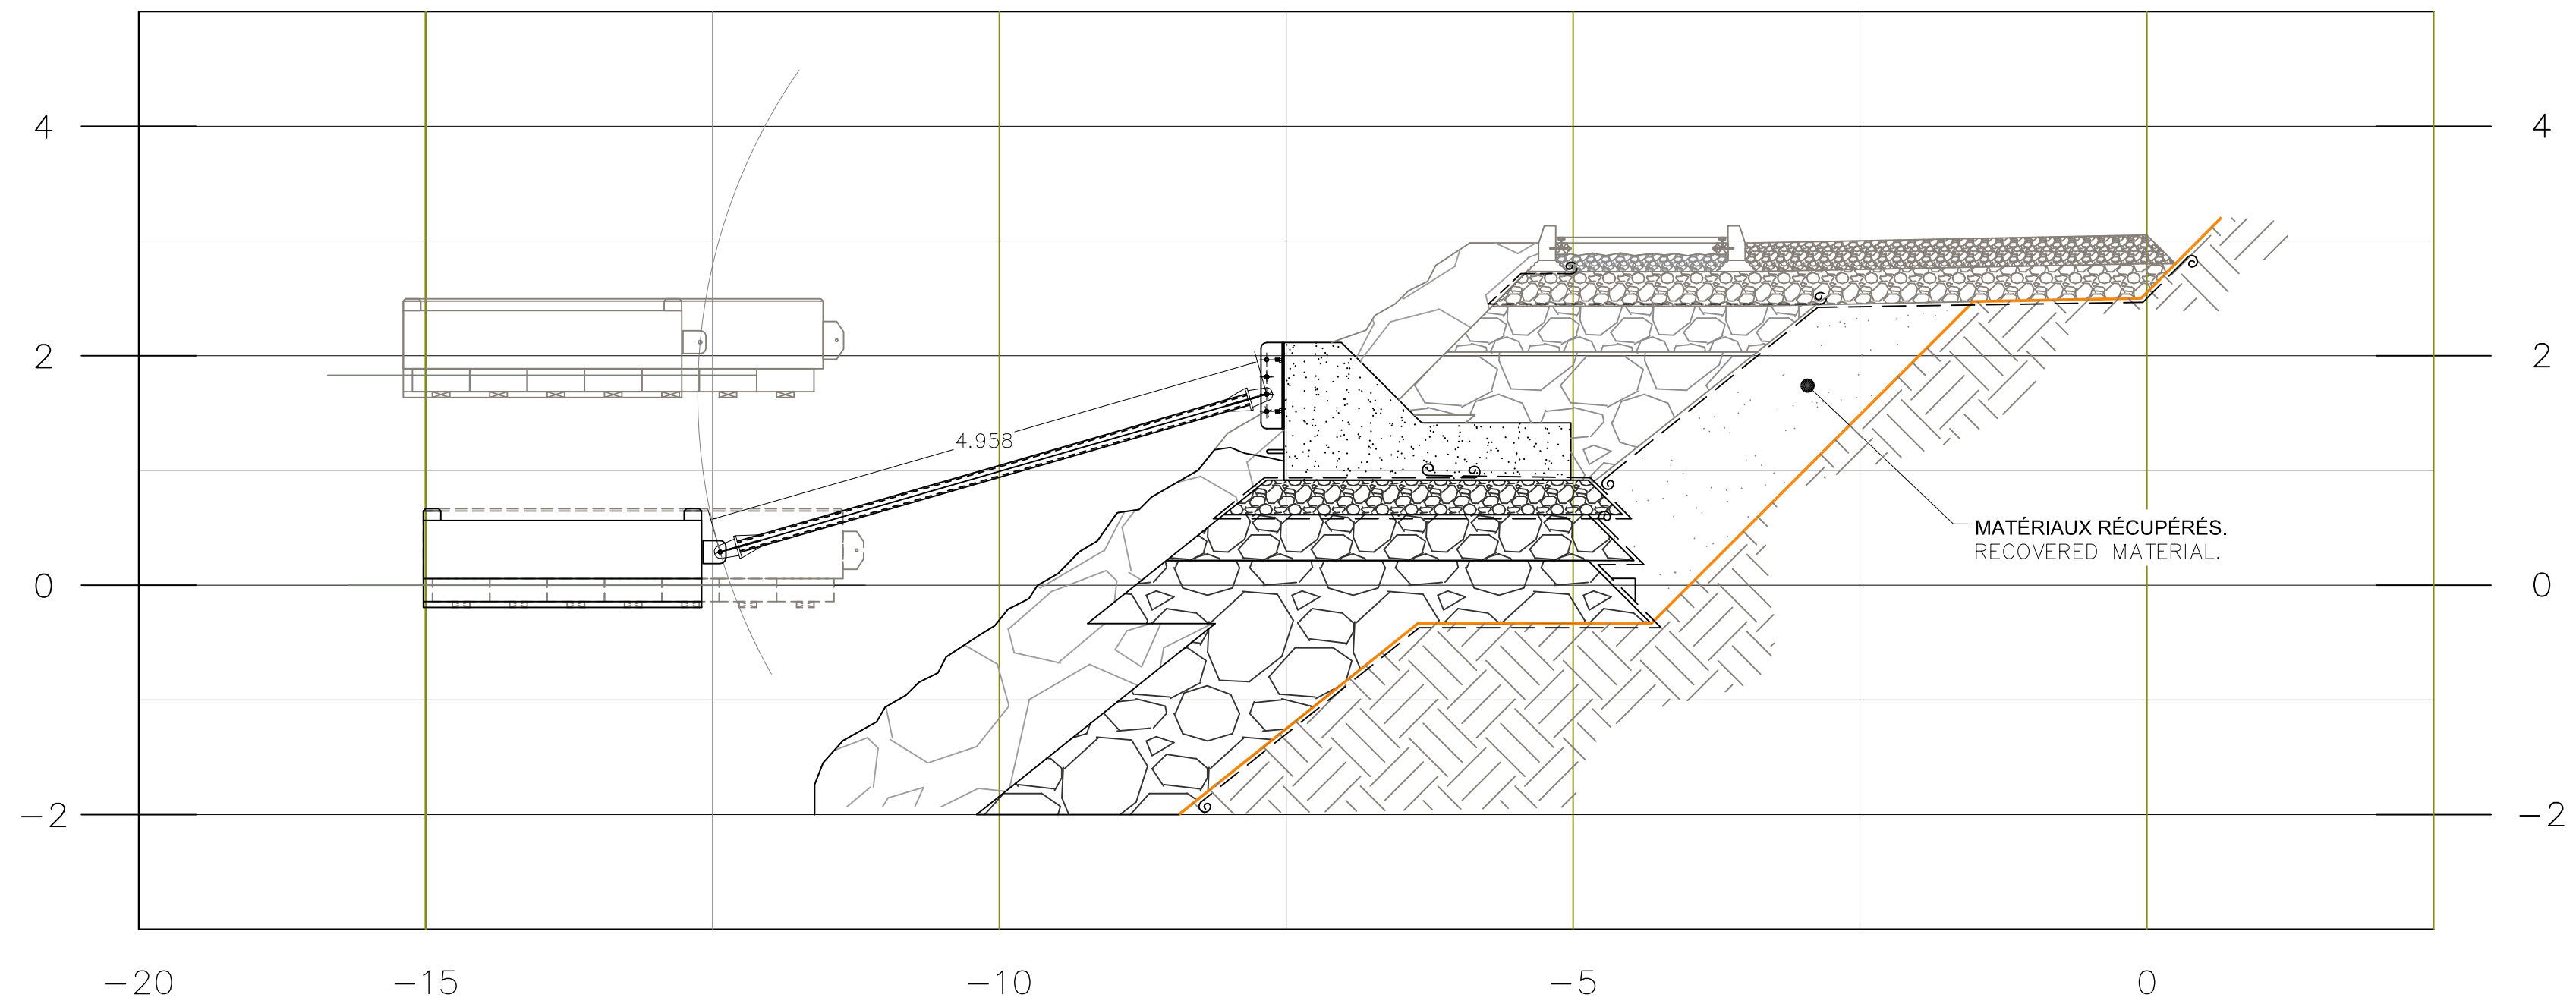 4 4
4.958
2 2
MATÉRIAUX RÉCUPÉRÉS.
RECOVERED MATERIAL.
0 0
-2 -2
-20 -15 -10 -5 0